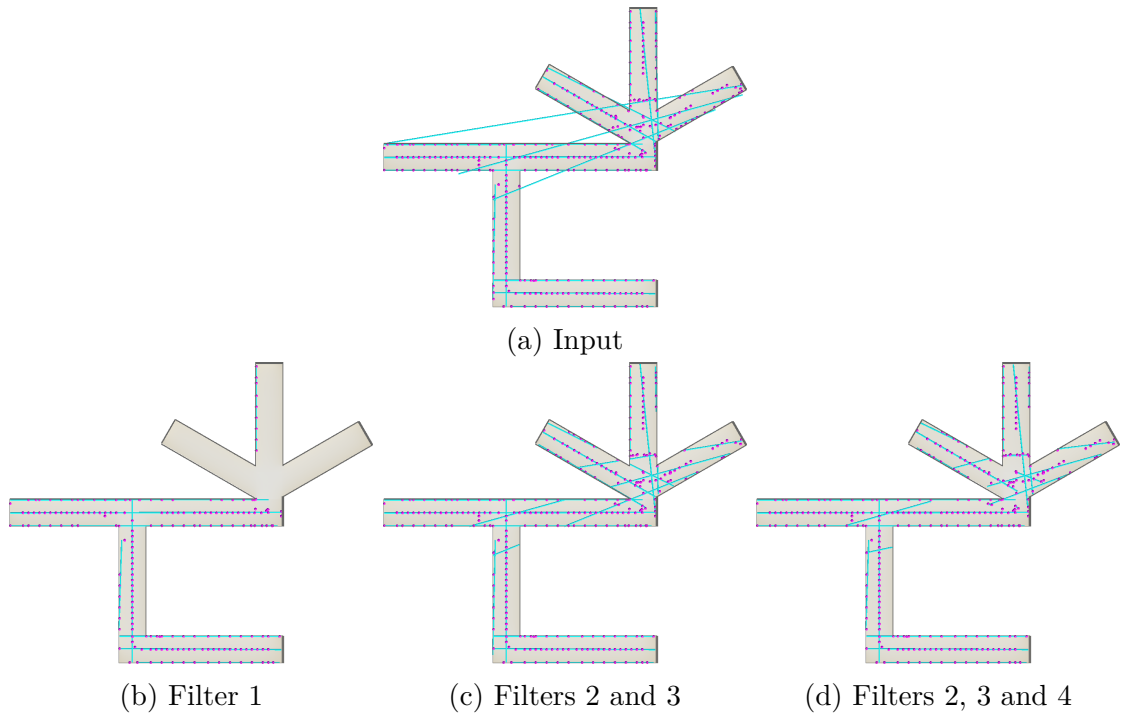 (a) Input
(b) Filter 1
(c) Filters 2 and 3
(d) Filters 2, 3 and 4